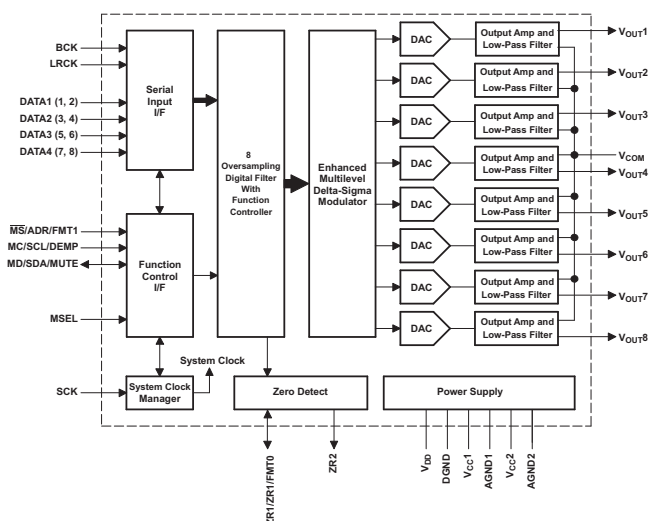 BCK
LRCK
DATA1 (1, 2)
DATA2 (3, 4)
DATA3 (5, 6)
DATA4 (7, 8)
Serial
Input
I/F
MS/ADR/FMT1
MC/SCL/DEMP
MD/SDA/MUTE
MSEL
Function
Control
I/F
SCK
System Clock
Manager
System Clock
8
Oversampling
Digital Filter
With
Function
Controller
Enhanced
Multilevel
Delta-Sigma
Modulator
DAC
Output Amp and
Low-Pass Filter
VOUT1
DAC
Output Amp and
Low-Pass Filter
VOUT2
DAC
Output Amp and
Low-Pass Filter
VOUT3
DAC
Output Amp and
Low-Pass Filter
VCOM
VOUT4
DAC
Output Amp and
Low-Pass Filter
VOUT5
DAC
Output Amp and
Low-Pass Filter
VOUT6
DAC
Output Amp and
Low-Pass Filter
VOUT7
DAC
Output Amp and
Low-Pass Filter
VOUT8
Zero Detect
ZR1/ZR1/FMT0
ZR2
Power Supply
VDD
DGND
VCC1
AGND1
VCC2
AGND2